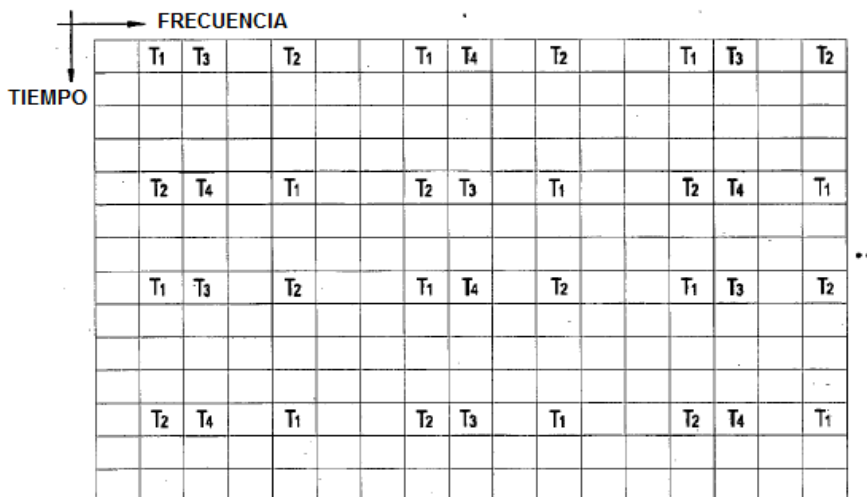 FRECUENCIA
TIEMPO
T1 T3 T2 T1 T4 T2 T1 T3 T2
T2 T4 T1 T2 T3 T1 T2 T4 T1
T1 T3 T2 T1 T4 T2 T1 T3 T2
T2 T4 T1 T2 T3 T1 T2 T4 T1